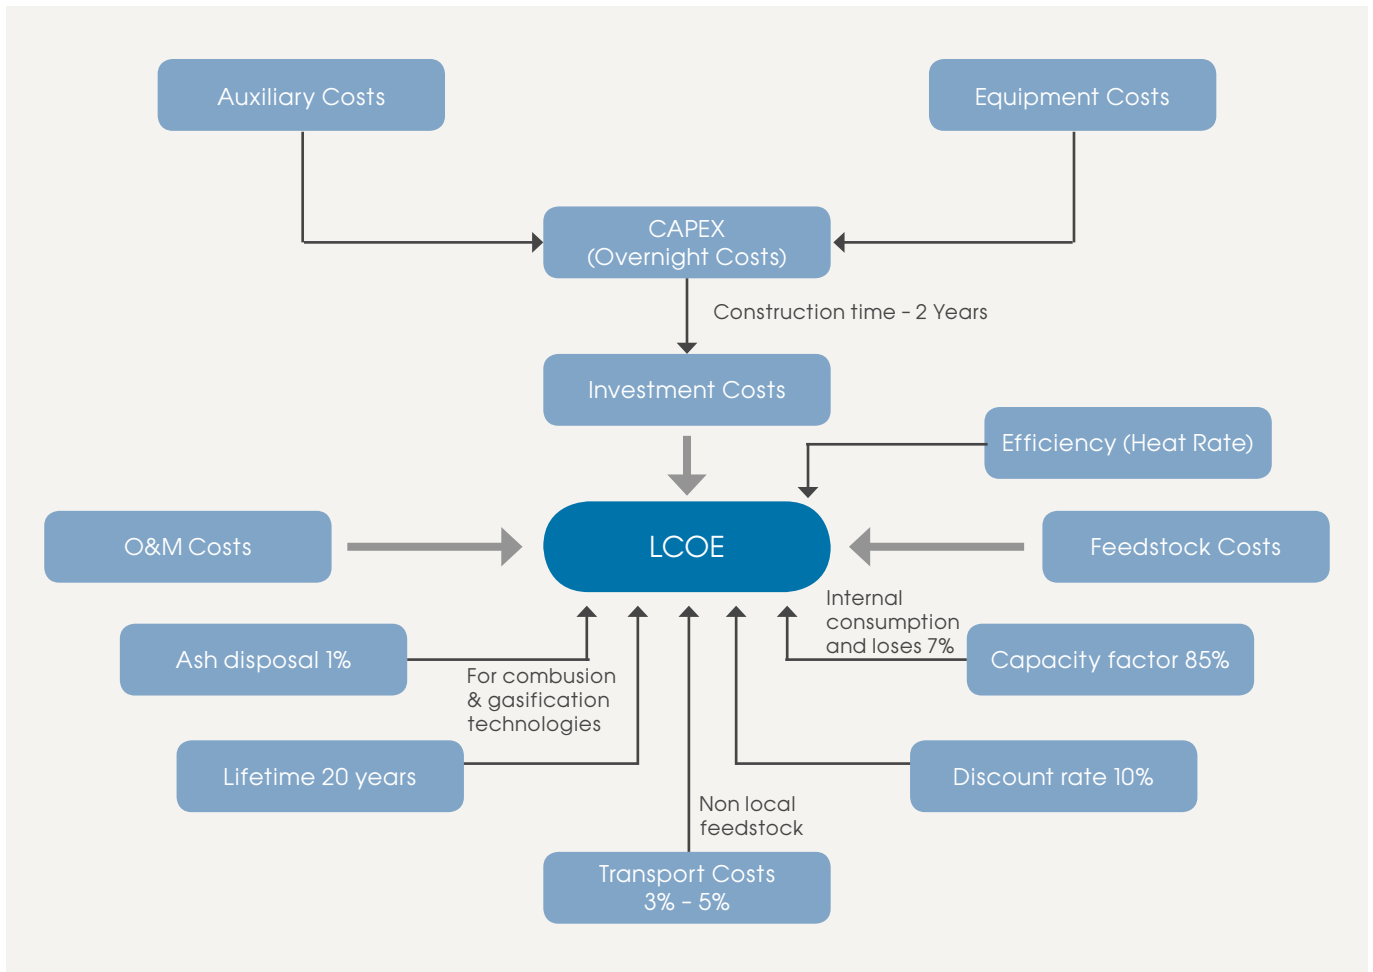 Auxiliary Costs
Equipment Costs
CAPEX
(Overnight Costs)
Construction time - 2 Years
Investment Costs
Efficiency (Heat Rate)
O&M Costs
LCOE
Feedstock Costs
Internal
consumption
and loses 7%
Ash disposal 1%
Capacity factor 85%
For combusion
& gasification
technologies
Lifetime 20 years
Discount rate 10%
Non local
feedstock
Transport Costs
3% - 5%